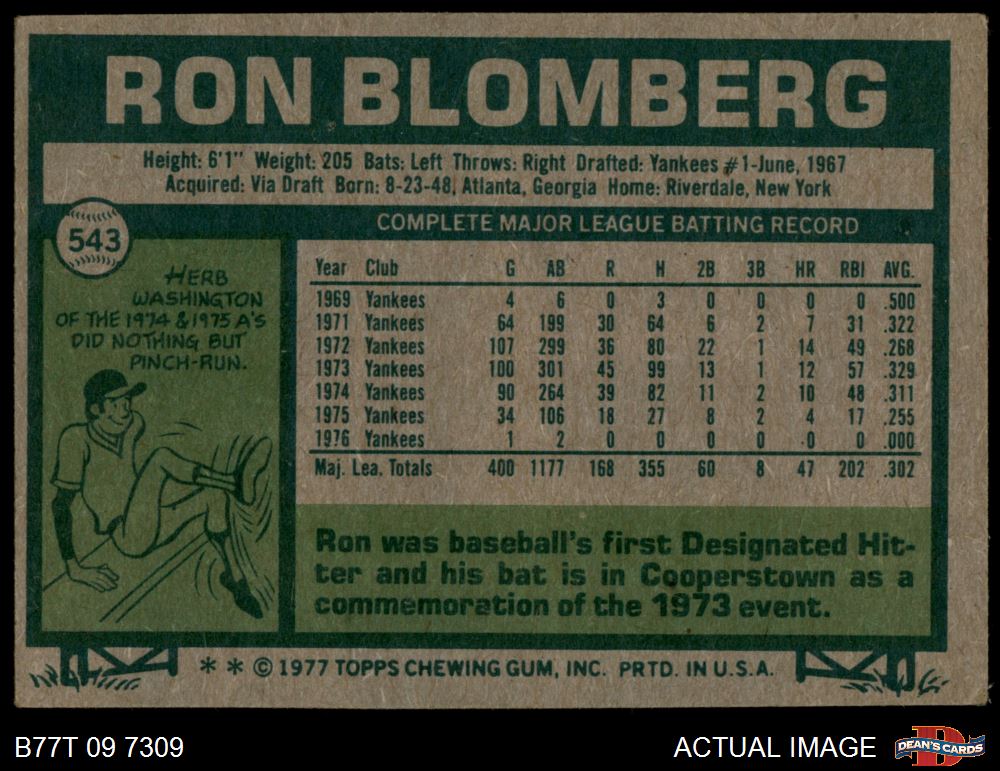 RON BLOMBERG
Height: 6'1" Weight: 205 Bats: Left Throws: Right Drafted: Yankees #1-June, 1967
Acquired: Via Draft Born: 8-23-48, Atlanta, Georgia Home: Riverdale, New York
543
COMPLETE MAJOR LEAGUE BATTING RECORD
HERB
WASHINGTON
OF THE 1974 & 1975 A'S
DID NOTHING BUT
PINCH-RUN.
Year Club G AB R H 2B 3B HR RBI AVG.
1969 Yankees 4 6 0 3 0 0 0 0 .500
1971 Yankees 64 199 30 64 6 2 7 31 .322
1972 Yankees 107 299 36 80 22 1 14 49 .268
1973 Yankees 100 301 45 99 13 1 12 57 .329
1974 Yankees 90 264 39 82 11 2 10 48 .311
1975 Yankees 34 106 18 27 8 2 4 17 .255
1976 Yankees 1 2 0 0 0 0 0 0 .000
Maj. Lea. Totals 400 1177 168 355 60 8 47 202 .302
Ron was baseball's first Designated Hit-
ter and his bat is in Cooperstown as a
commemoration of the 1973 event.
* * © 1977 TOPPS CHEWING GUM, INC. PRTD. IN U.S.A.
B77T 09 7309
ACTUAL IMAGE
D
DEAN'S CARDS